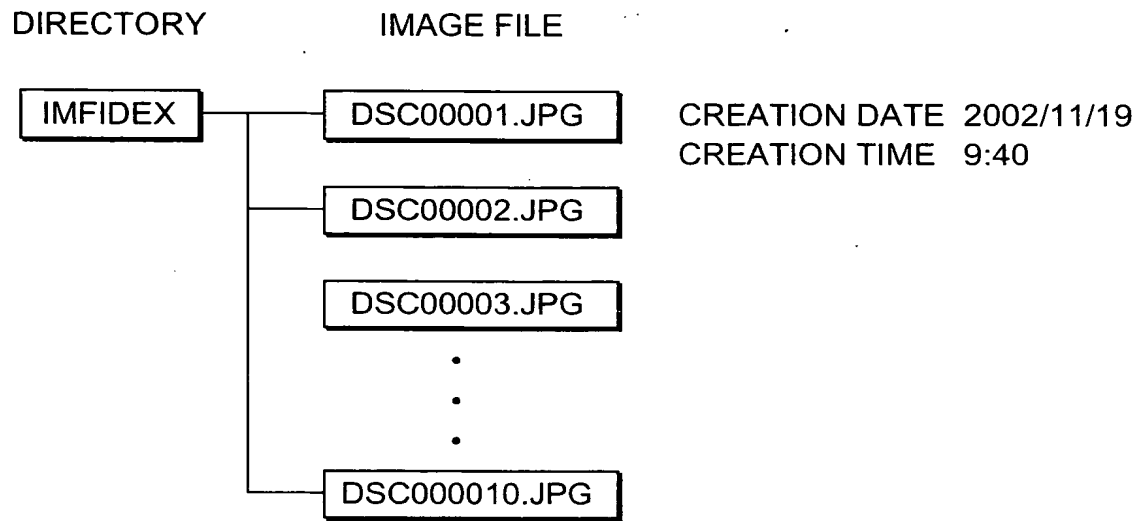 DIRECTORY IMAGE FILE
IMFIDEX DSC00001.JPG CREATION DATE 2002/11/19
CREATION TIME 9:40
DSC00002.JPG
DSC00003.JPG
DSC000010.JPG